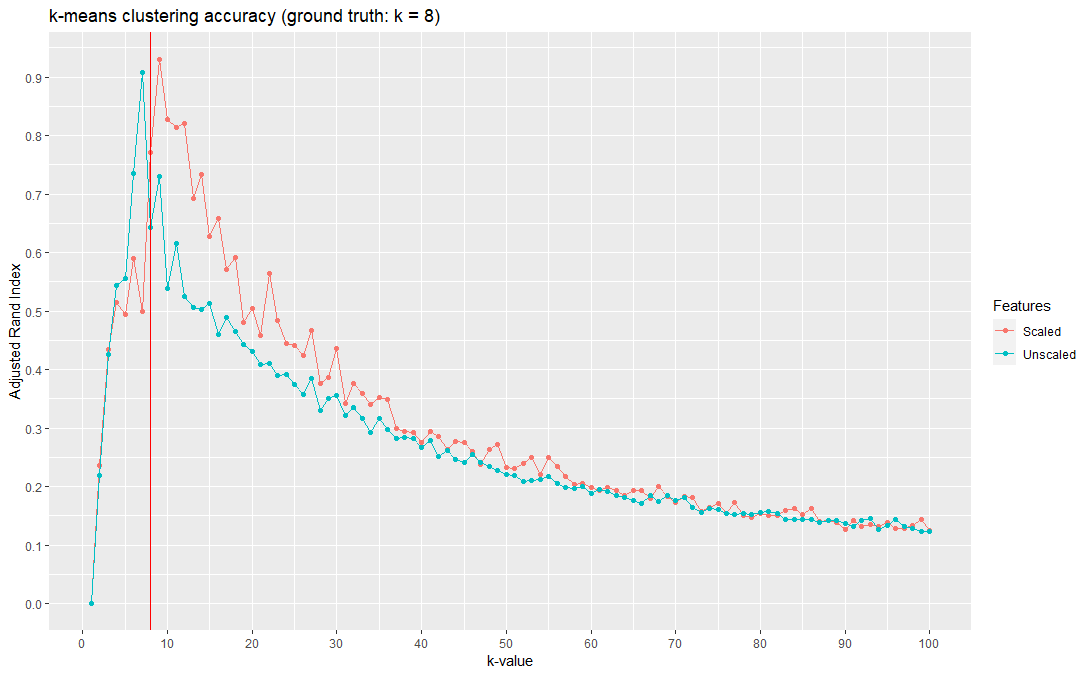 k-means clustering accuracy (ground truth: k = 8)
Adjusted Rand Index
0.9
0.8
0.7
0.6
0.5
0.4
0.3
0.2
0.1
0.0
0 10 20 30 40 50 60 70 80 90 100
k-value
Features
Scaled
Unscaled